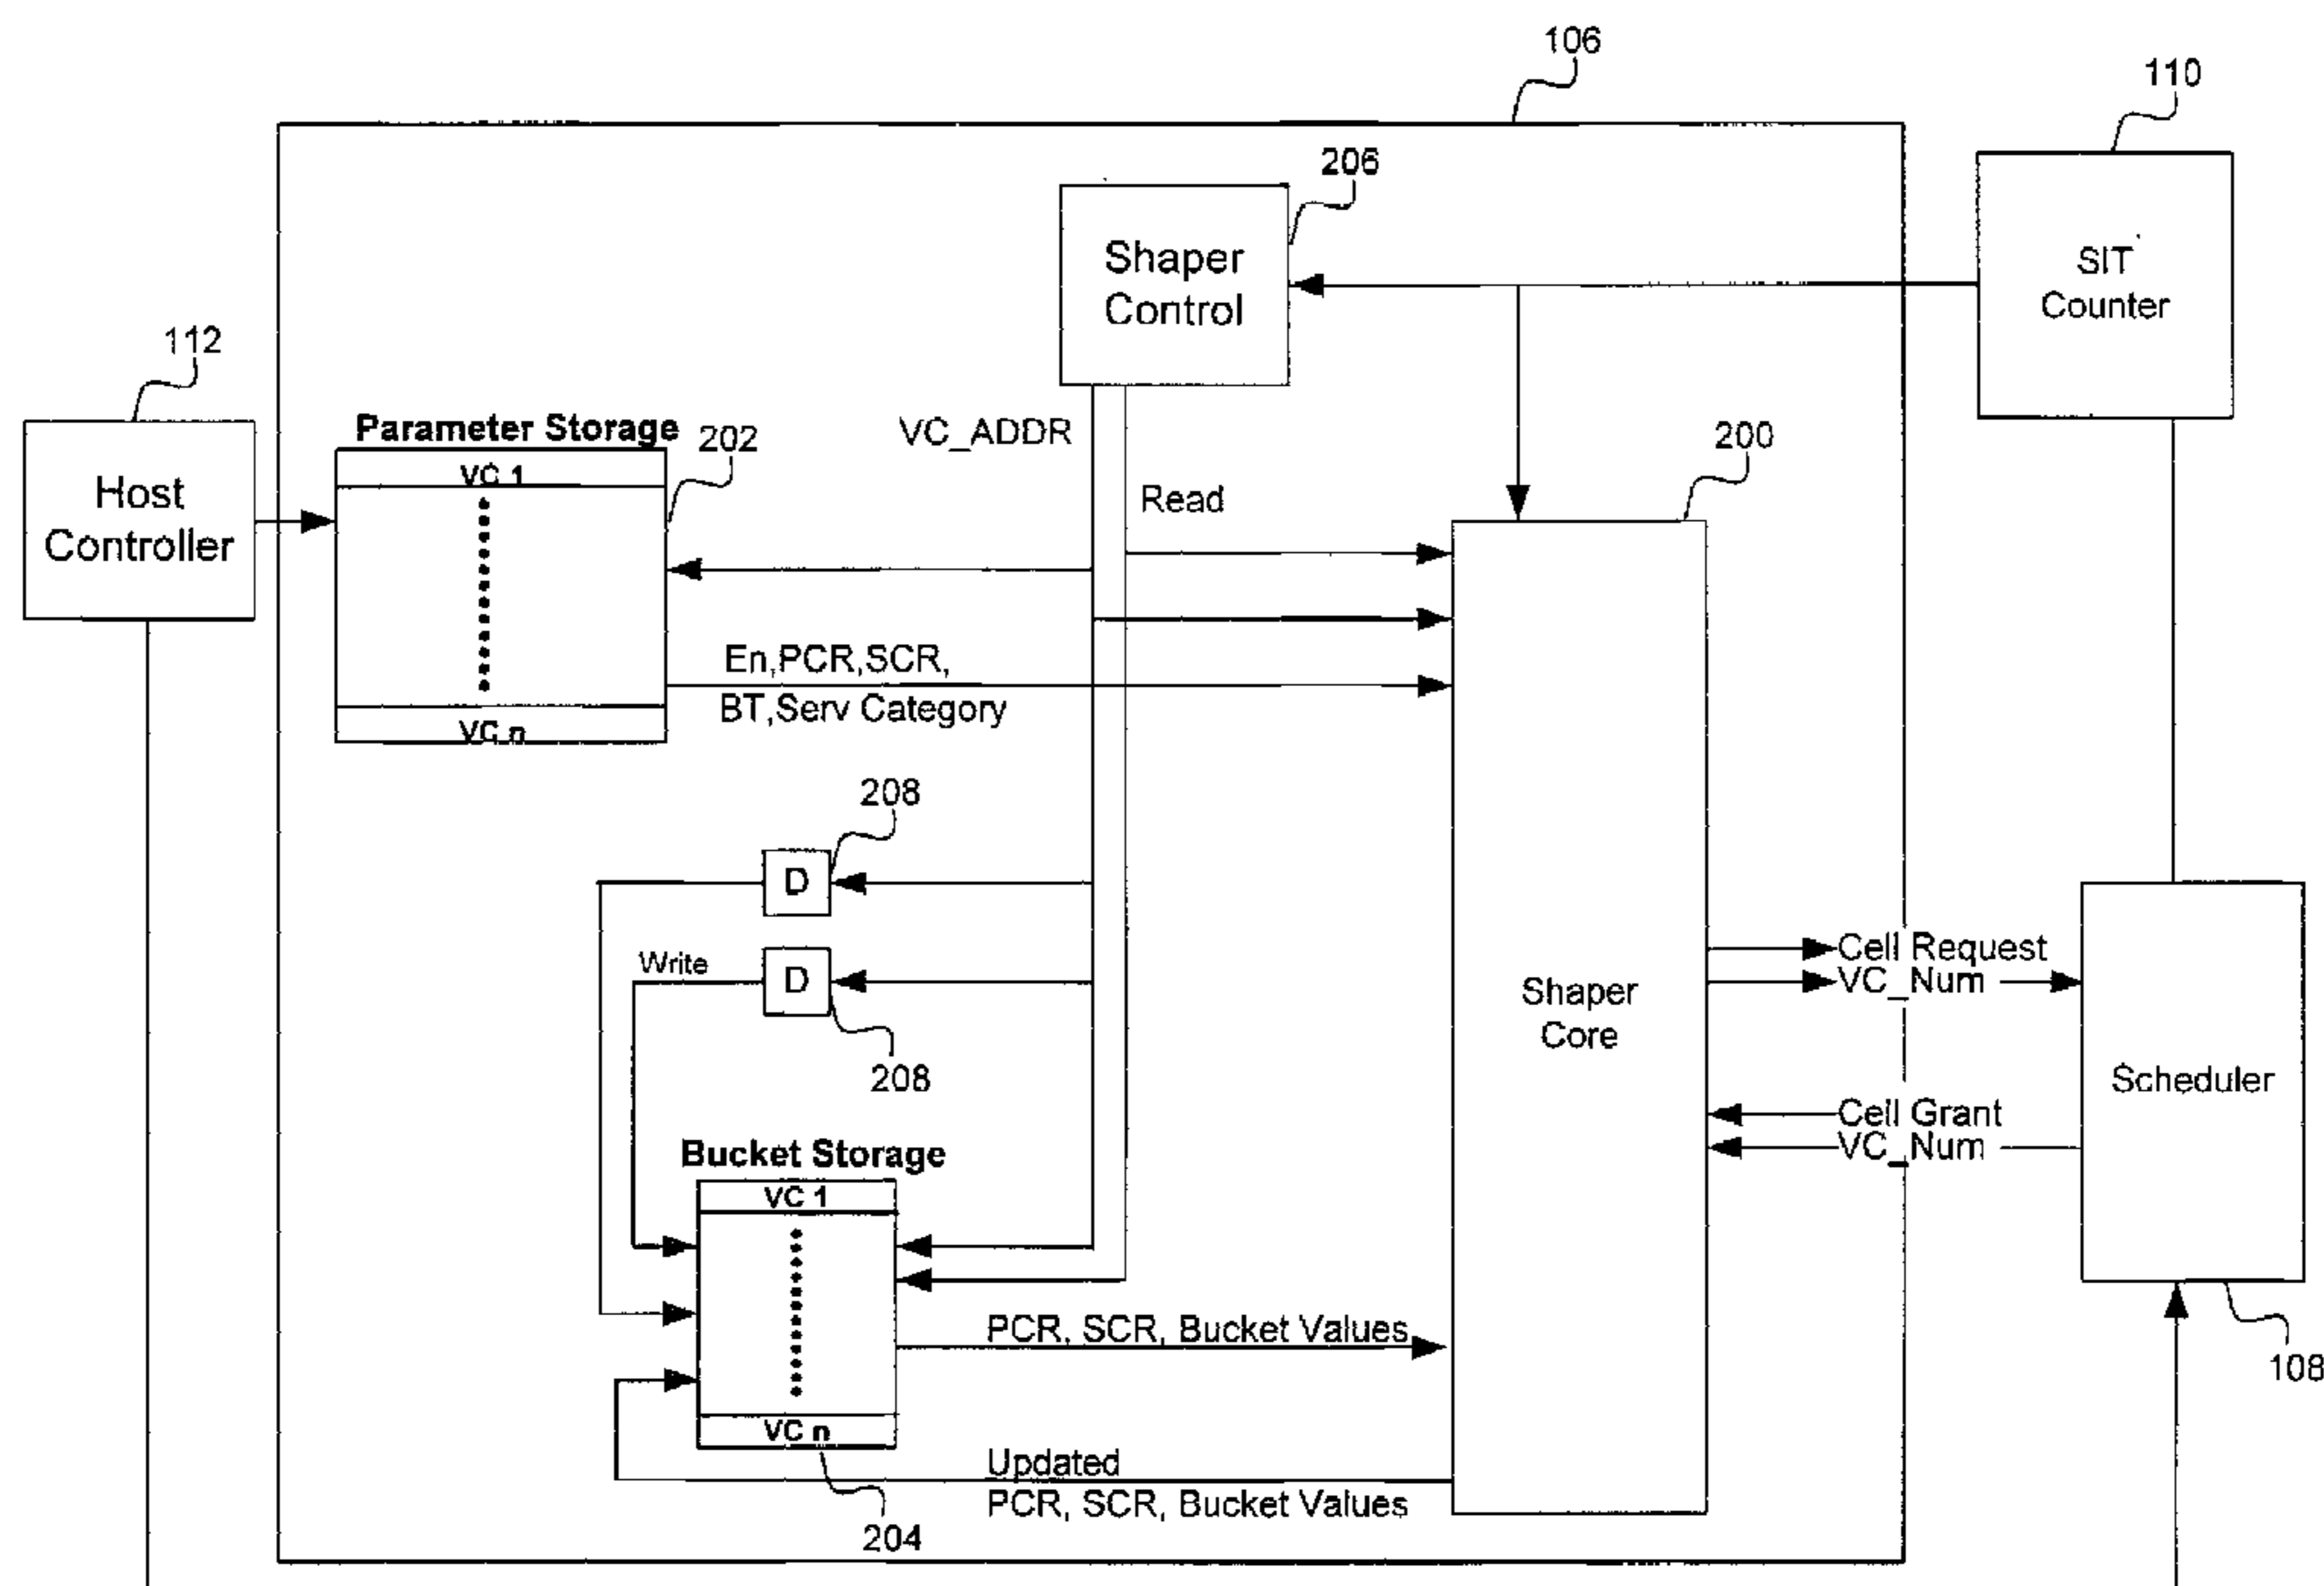 106
110
206
Shaper
Control
SIT
Counter
112
Parameter Storage
202
VC_ADDR
200
VC 1
Host
Controller
Read
En,PCR,SCR,
BT,Serv Category
VC n
208
D
Write
D
208
Cell Request
VC_Num
Shaper
Core
Scheduler
Cell Grant
VC_Num
Bucket Storage
VC 1
PCR, SCR, Bucket Values
108
VC n
Updated
PCR, SCR, Bucket Values
204